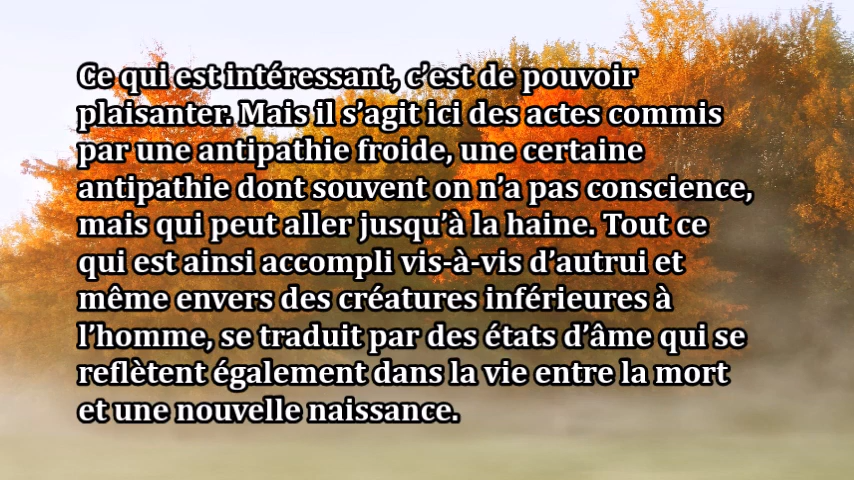 Ce qui est intéressant, c’est de pouvoir
plaisanter. Mais il s’agit ici des actes commis
par une antipathie froide, une certaine
antipathie dont souvent on n’a pas conscience,
mais qui peut aller jusqu’à la haine. Tout ce
qui est ainsi accompli vis-à-vis d’autrui et
même envers des créatures inférieures à
l’homme, se traduit par des états d’âme qui se
reflètent également dans la vie entre la mort
et une nouvelle naissance.